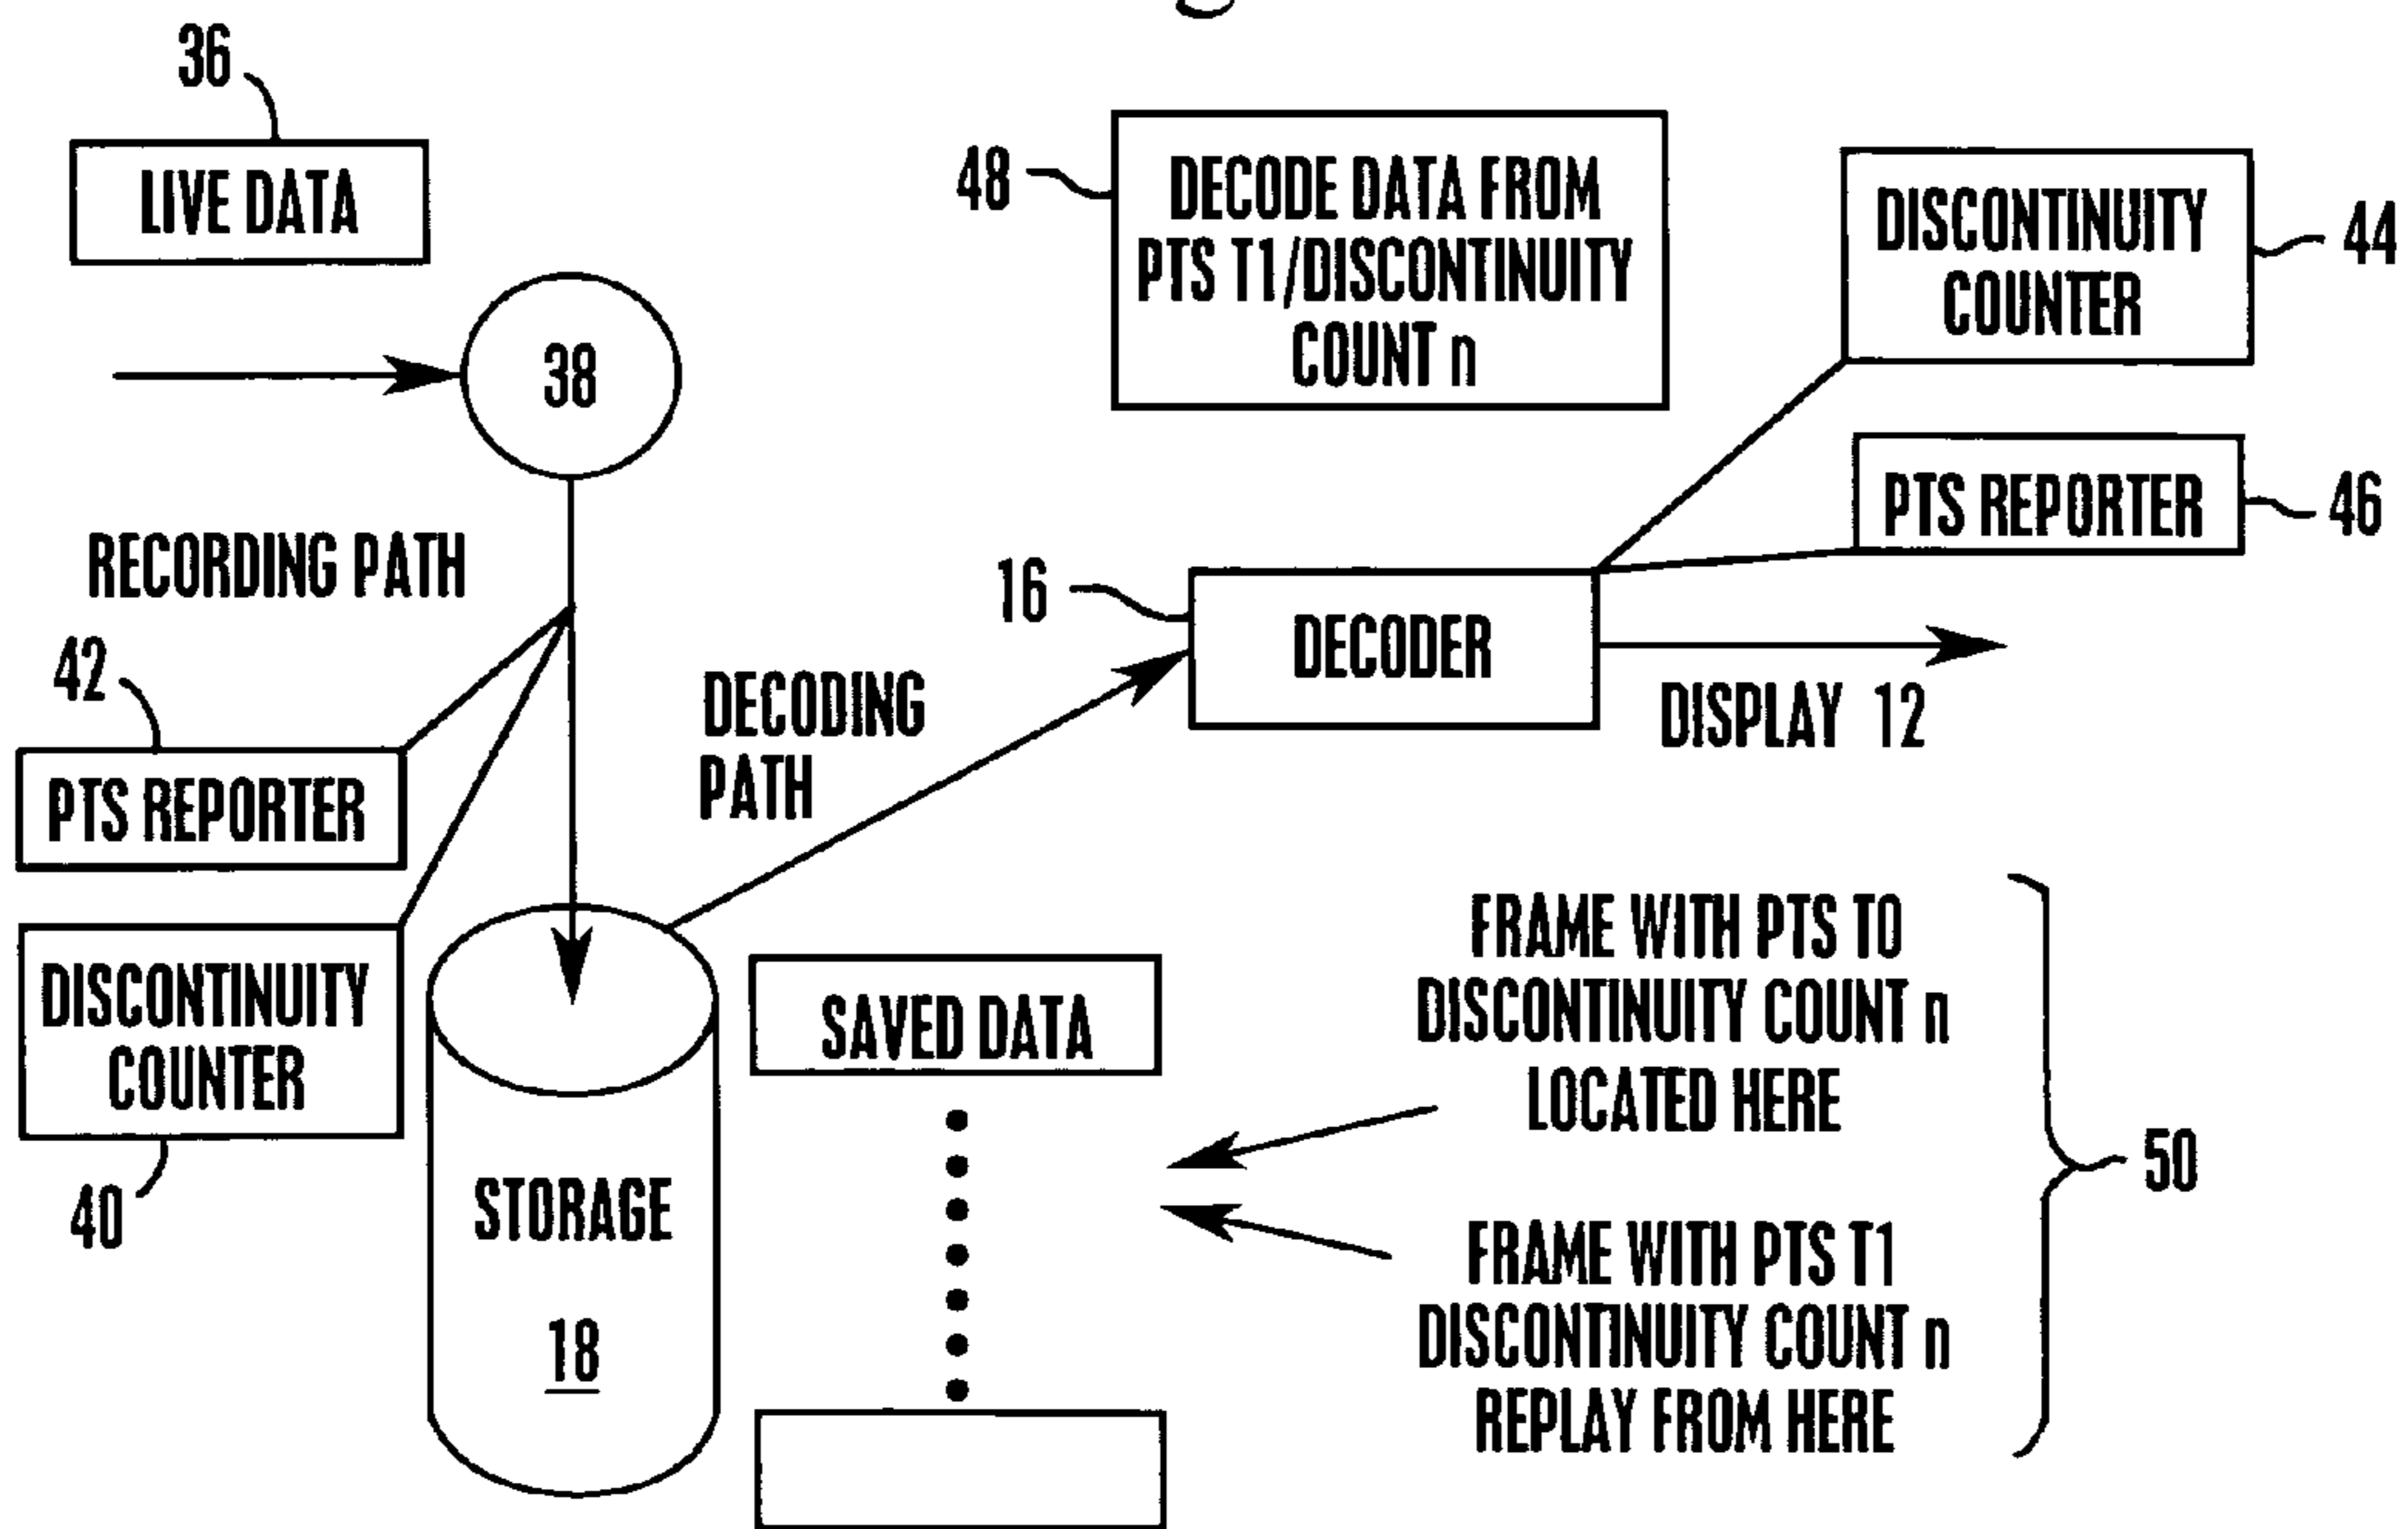 36
LIVE DATA
38
48
DECODE DATA FROM
PTS T1/DISCONTINUITY
COUNT n
DISCONTINUITY
COUNTER
44
PTS REPORTER
46
RECORDING PATH
16
DECODER
DISPLAY 12
42
PTS REPORTER
DECODING
PATH
DISCONTINUITY
COUNTER
40
STORAGE
18
SAVED DATA
FRAME WITH PTS T0
DISCONTINUITY COUNT n
LOCATED HERE
FRAME WITH PTS T1
DISCONTINUITY COUNT n
REPLAY FROM HERE
50